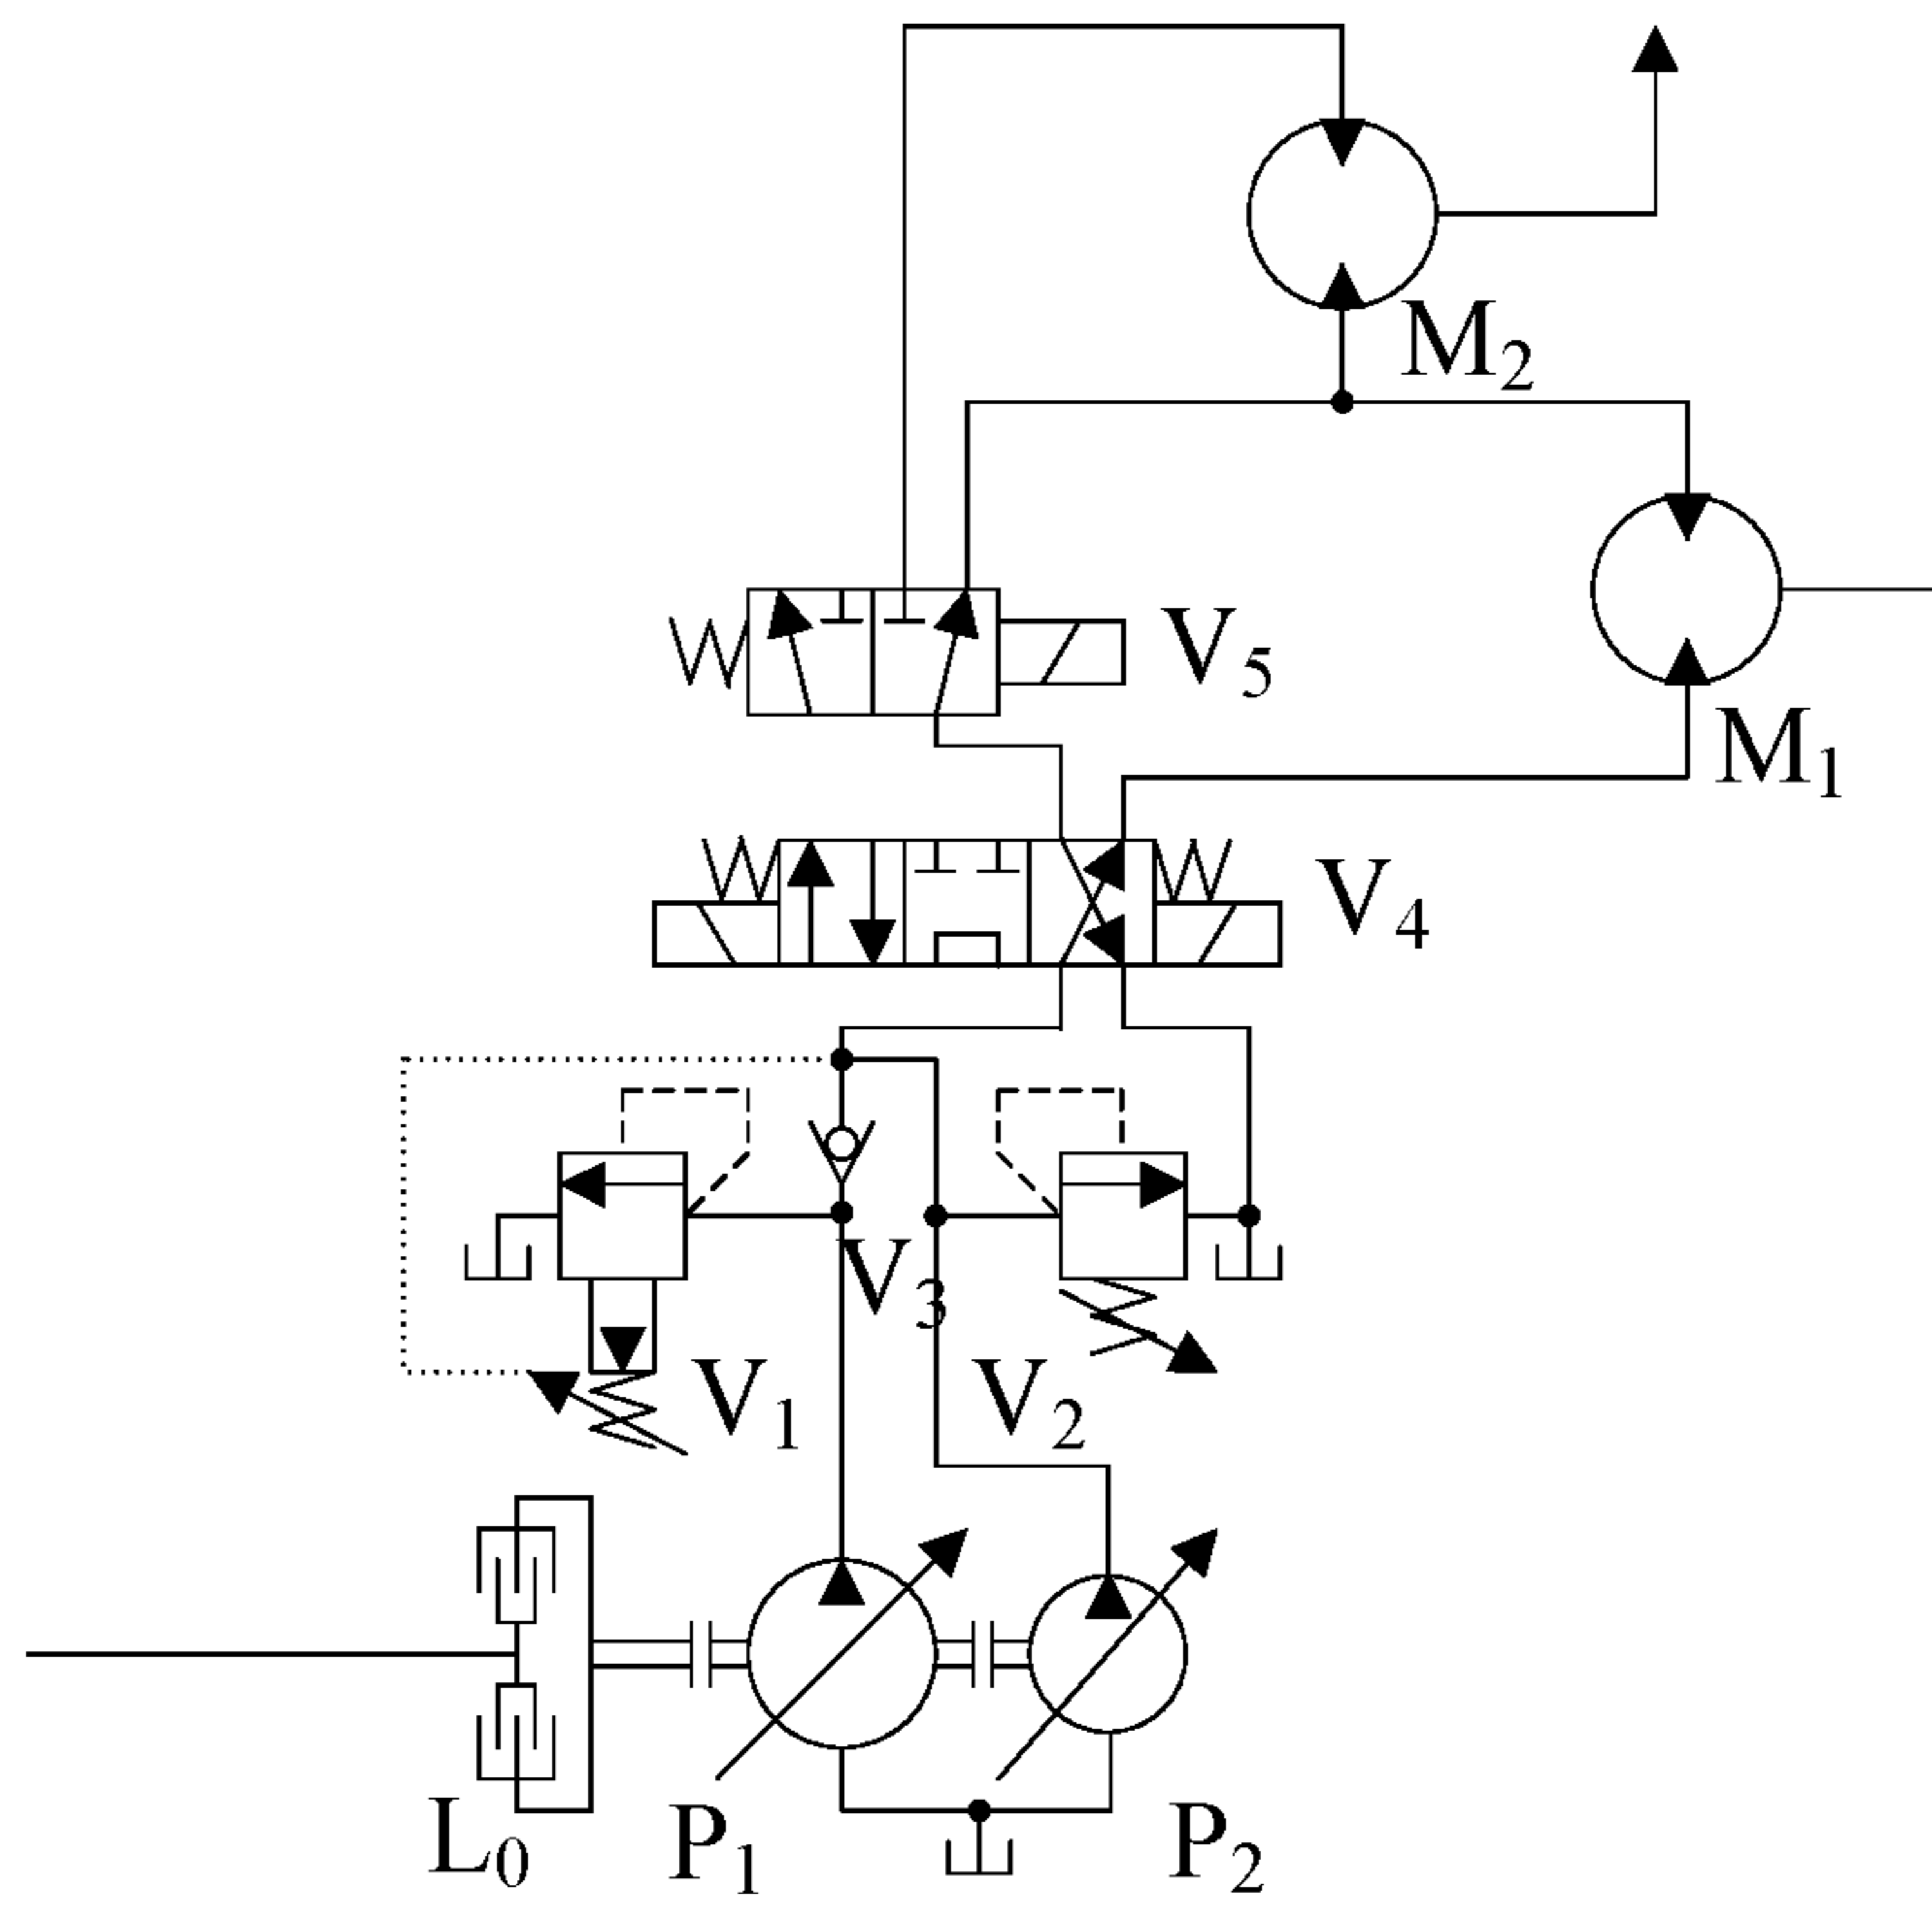 M₂
V₅
M₁
V₄
V₃
V₁
V₂
L₀
P₁
P₂